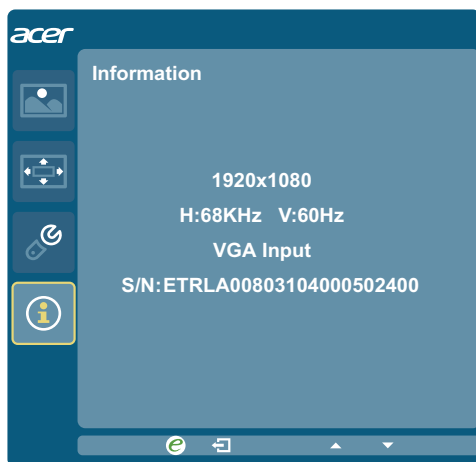 acer
Information
1920x1080
H:68KHz V:60Hz
VGA Input
S/N:ETRLA00803104000502400